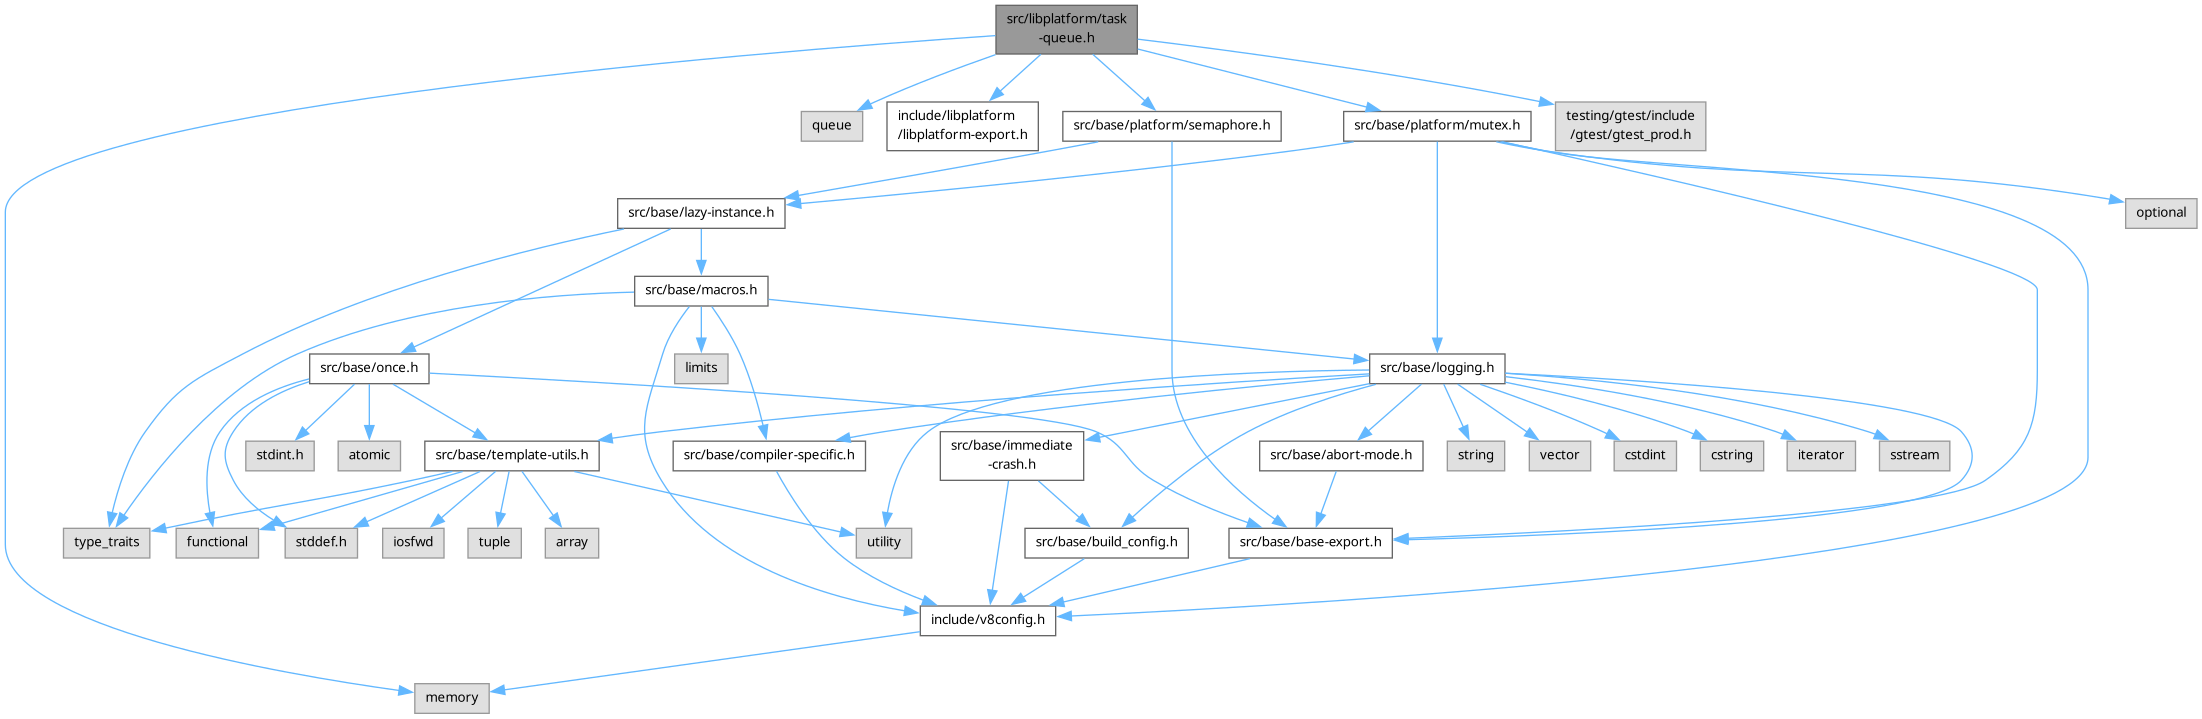 src/libplatform/task
-queue.h
queue
include/libplatform
/libplatform-export.h
src/base/platform/semaphore.h
src/base/platform/mutex.h
testing/gtest/include
/gtest/gtest_prod.h
src/base/lazy-instance.h
optional
src/base/macros.h
src/base/once.h
limits
src/base/logging.h
stdint.h
atomic
src/base/template-utils.h
src/base/compiler-specific.h
src/base/immediate
-crash.h
src/base/abort-mode.h
string
vector
cstdint
cstring
iterator
sstream
type_traits
functional
stddef.h
iosfwd
tuple
array
utility
src/base/build_config.h
src/base/base-export.h
include/v8config.h
memory